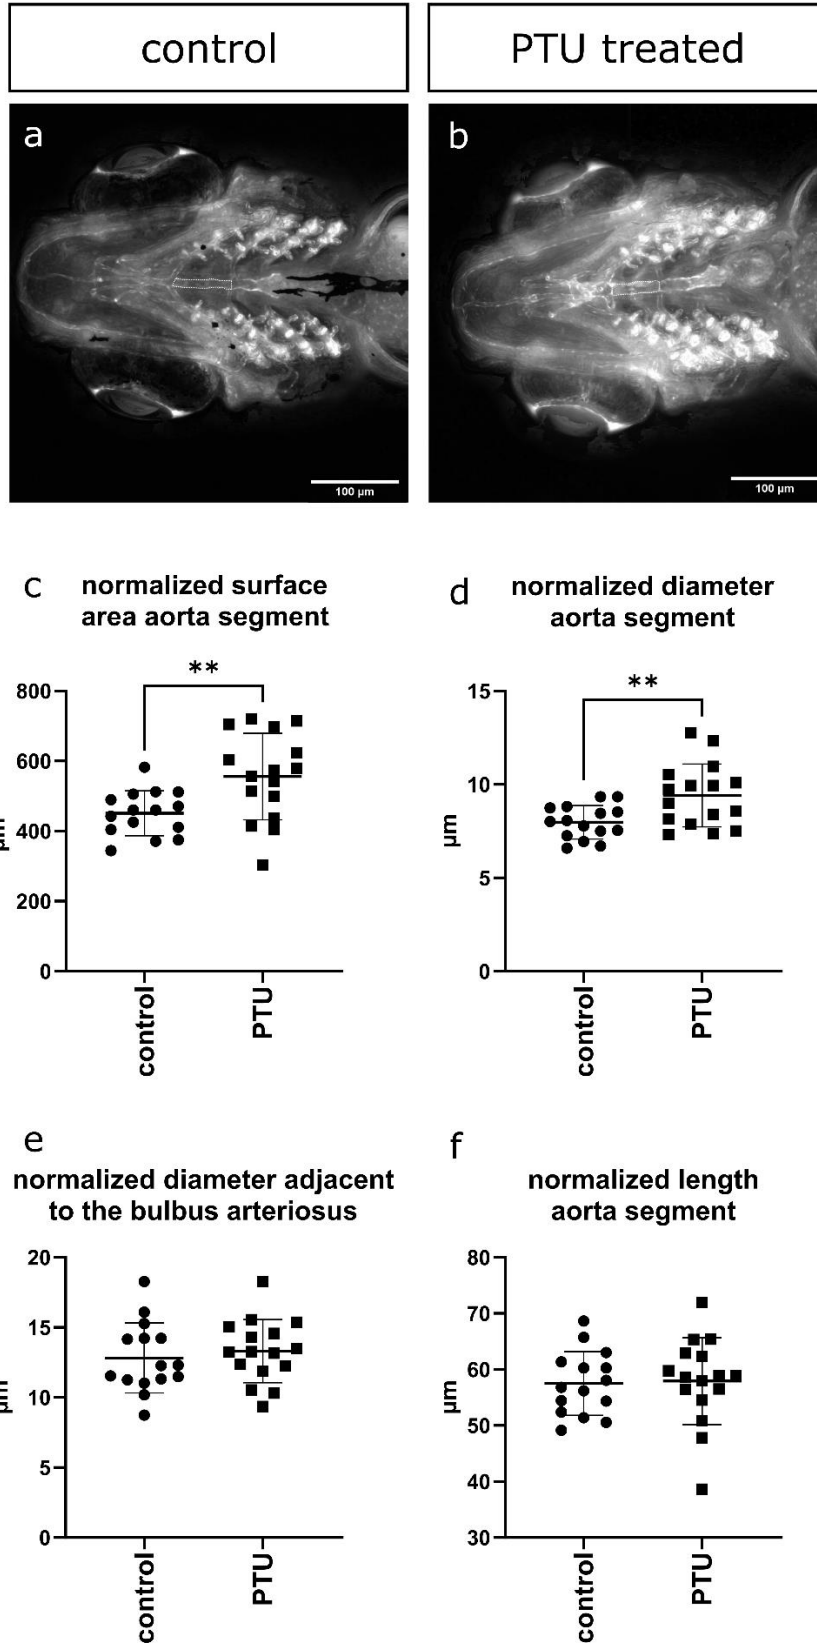 control
PTU treated
a
b
100 µm
100 µm
c
normalized surface
area aorta segment
d
normalized diameter
aorta segment
**
800
600
400
200
0
µm
control
PTU
**
15
10
5
0
µm
control
PTU
e
normalized diameter adjacent
to the bulbus arteriosus
f
normalized length
aorta segment
20
15
10
5
0
µm
control
PTU
80
70
60
50
40
30
µm
control
PTU